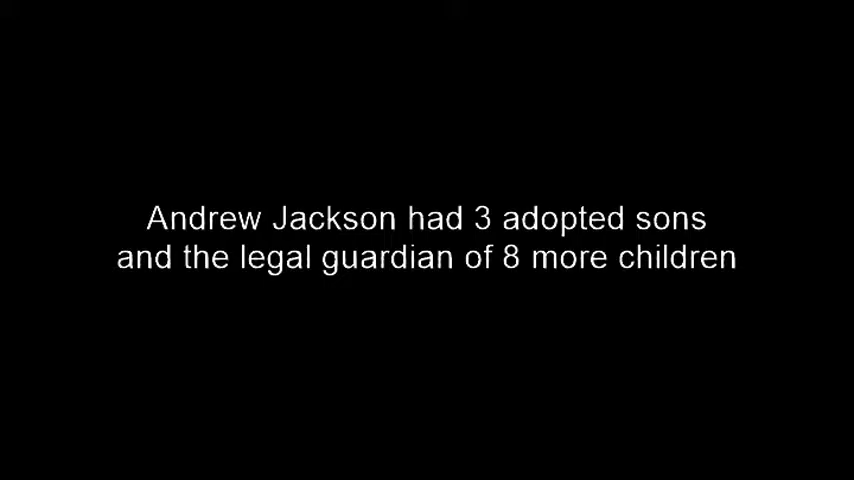 Andrew Jackson had 3 adopted sons
and the legal guardian of 8 more children